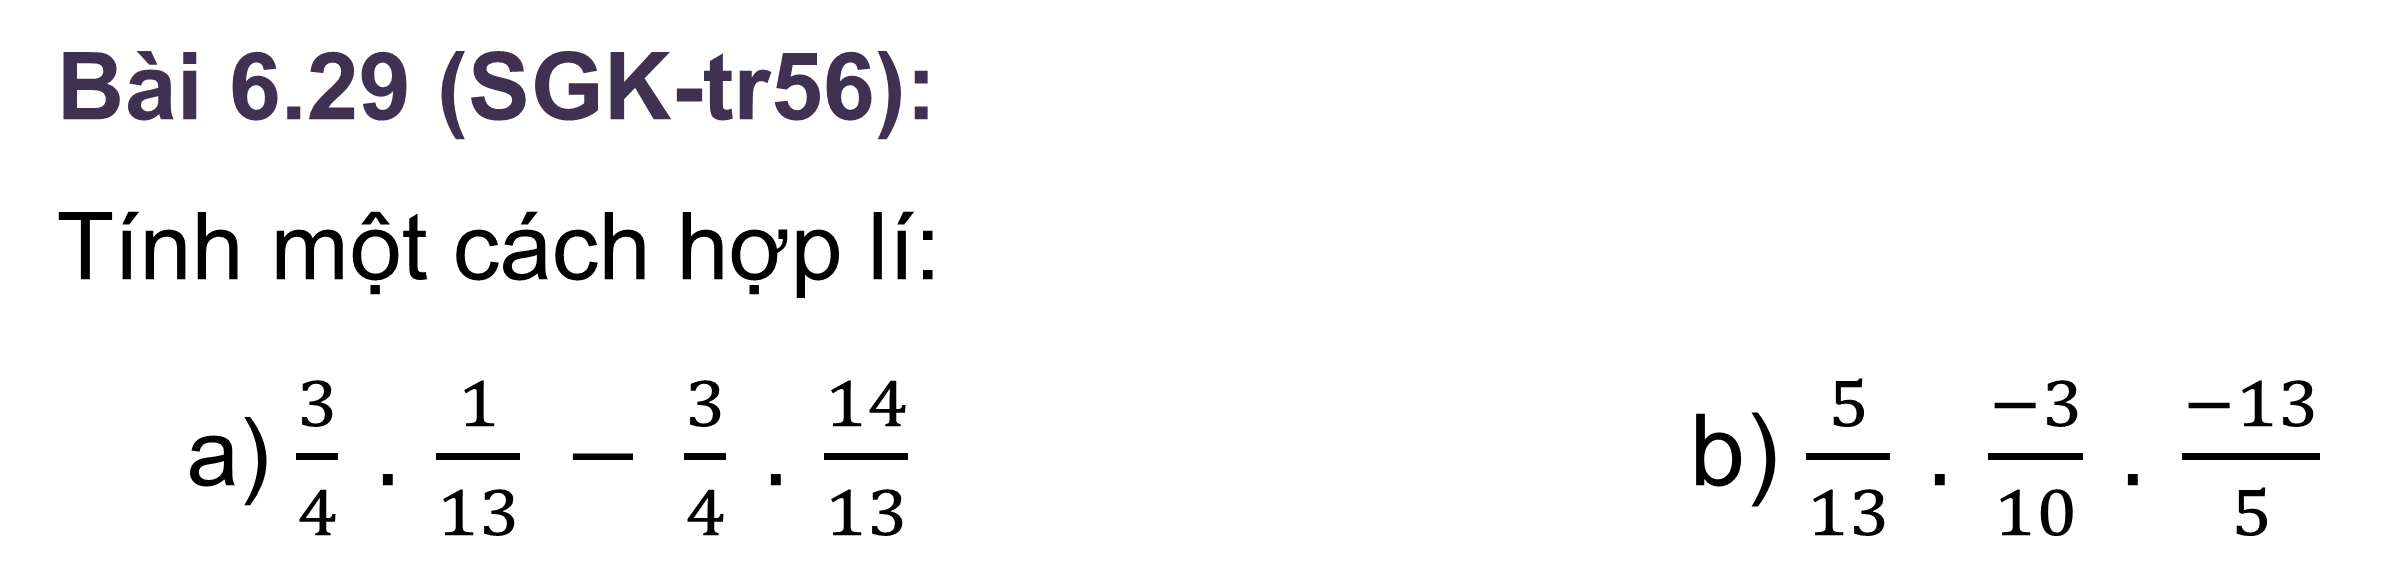 Bài 6.29 (SGK-tr56):
Tính một cách hợp lí:
a) 3/4 . 1/13 − 3/4 . 14/13 b) 5/13 . −3/10 . −13/5